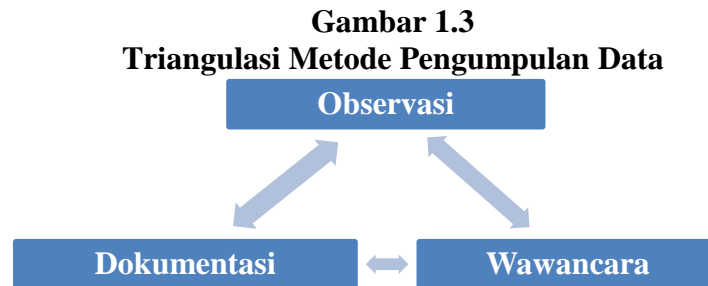 Gambar 1.3
Triangulasi Metode Pengumpulan Data
Observasi
Dokumentasi
Wawancara